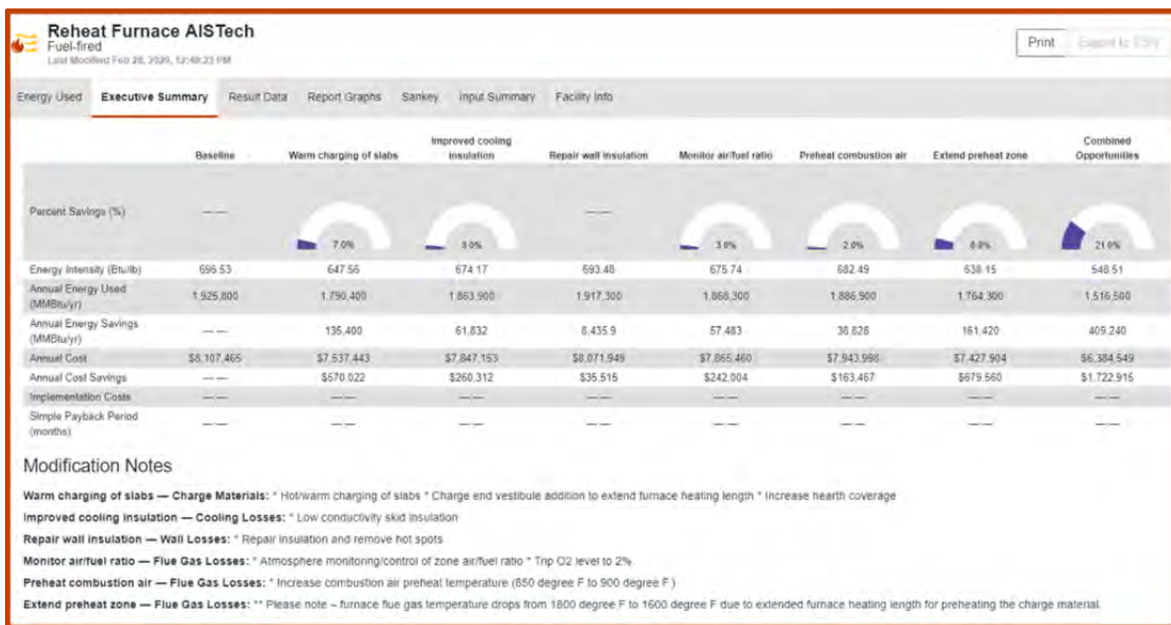 Reheat Furnace AISTech
Fuel-fired
Last Modified Feb 28, 2020, 12:48:23 PM
Print Export to
Energy Used Executive Summary Result Data Report Graphs Sankey Input Summary Facility Info
Baseline Warm charging of slabs Improved cooling insulation Repair wall insulation Monitor air/fuel ratio Preheat combustion air Extend preheat zone Combined Opportunities
Percent Savings (%) — — 7.0% 3.0% — — 3.0% 2.0% 8.0% 21.0%
Energy Intensity (Btu/lb) 696.53 647.56 674.17 693.48 675.74 682.49 638.15 548.51
Annual Energy Used (MMBtu/yr) 1,925,800 1,790,400 1,863,900 1,917,300 1,868,300 1,886,900 1,764,300 1,516,500
Annual Energy Savings (MMBtu/yr) — — 135,400 61,832 8,435.9 57,483 38,828 161,420 409,240
Annual Cost $8,107,465 $7,537,443 $7,847,153 $8,071,949 $7,865,460 $7,943,998 $7,427,904 $6,384,549
Annual Cost Savings — — $570,022 $260,312 $35,515 $242,004 $163,467 $679,560 $1,722,915
Implementation Costs — — — — — — — — — — — — — — — —
Simple Payback Period (months) — — — — — — — — — — — — — — — —
Modification Notes
Warm charging of slabs — Charge Materials: * Hot/warm charging of slabs * Charge end vestibule addition to extend furnace heating length * Increase hearth coverage
Improved cooling insulation — Cooling Losses: * Low conductivity skid insulation
Repair wall insulation — Wall Losses: * Repair insulation and remove hot spots
Monitor air/fuel ratio — Flue Gas Losses: * Atmosphere monitoring/control of zone air/fuel ratio * Trip O2 level to 2%
Preheat combustion air — Flue Gas Losses: * Increase combustion air preheat temperature (850 degree F to 900 degree F )
Extend preheat zone — Flue Gas Losses: ** Please note – furnace flue gas temperature drops from 1800 degree F to 1600 degree F due to extended furnace heating length for preheating the charge material.